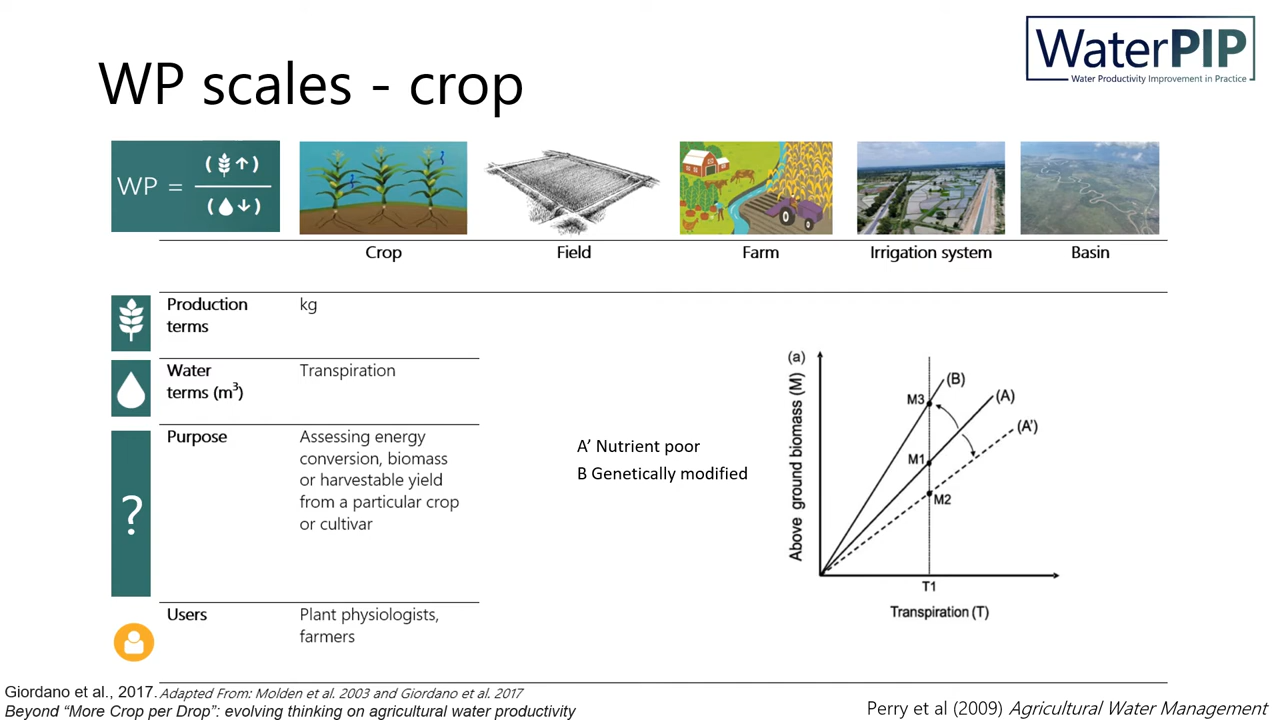 WaterPIP
Water Productivity Improvement in Practice
WP scales - crop
WP = ( ↑)
( ↓)
Crop
Field
Farm
Irrigation system
Basin
Production
terms
kg
Water
terms (m³)
Transpiration
?
Purpose
Assessing energy
conversion, biomass
or harvestable yield
from a particular crop
or cultivar
Users
Plant physiologists,
farmers
A’ Nutrient poor
B Genetically modified
(a)
Above ground biomass (M)
(B)
(A)
(A')
M3
M1
M2
T1
Transpiration (T)
Giordano et al., 2017. Adapted From: Molden et al. 2003 and Giordano et al. 2017
Beyond “More Crop per Drop”: evolving thinking on agricultural water productivity
Perry et al (2009) Agricultural Water Management